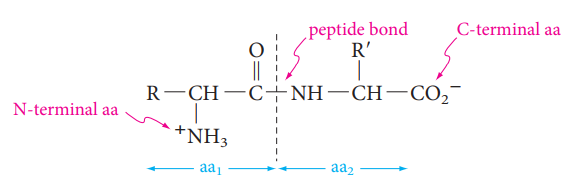 peptide bond
C-terminal aa
O
R′
R—CH—C—NH—CH—CO₂⁻
N-terminal aa
⁺NH₃
aa₁
aa₂